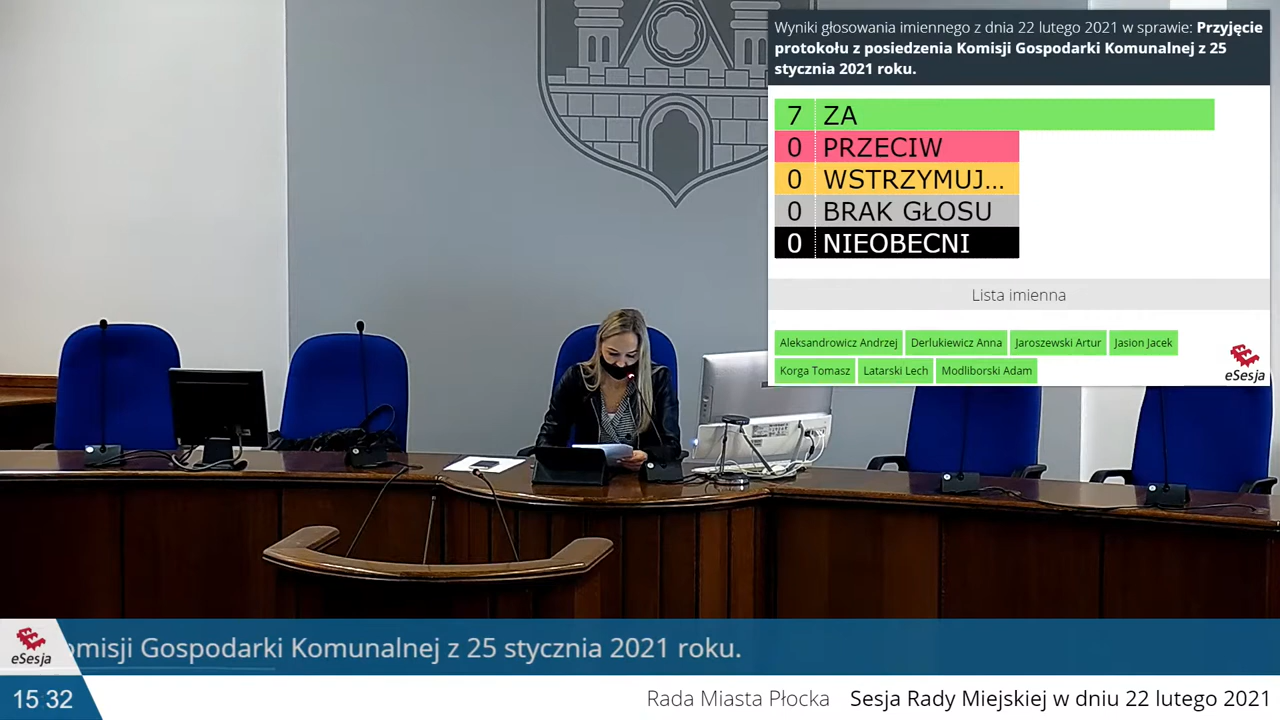 Wyniki głosowania imiennego z dnia 22 lutego 2021 w sprawie: Przyjęcie
protokołu z posiedzenia Komisji Gospodarki Komunalnej z 25
stycznia 2021 roku.
7 ZA
0 PRZECIW
0 WSTRZYMUJ...
0 BRAK GŁOSU
0 NIEOBECNI
Lista imienna
Aleksandrowicz Andrzej Derlukiewicz Anna Jaroszewski Artur Jasion Jacek
Korga Tomasz Latarski Lech Modliborski Adam
eSesja
eSesja
omisji Gospodarki Komunalnej z 25 stycznia 2021 roku.
15:32
Rada Miasta Płocka Sesja Rady Miejskiej w dniu 22 lutego 2021